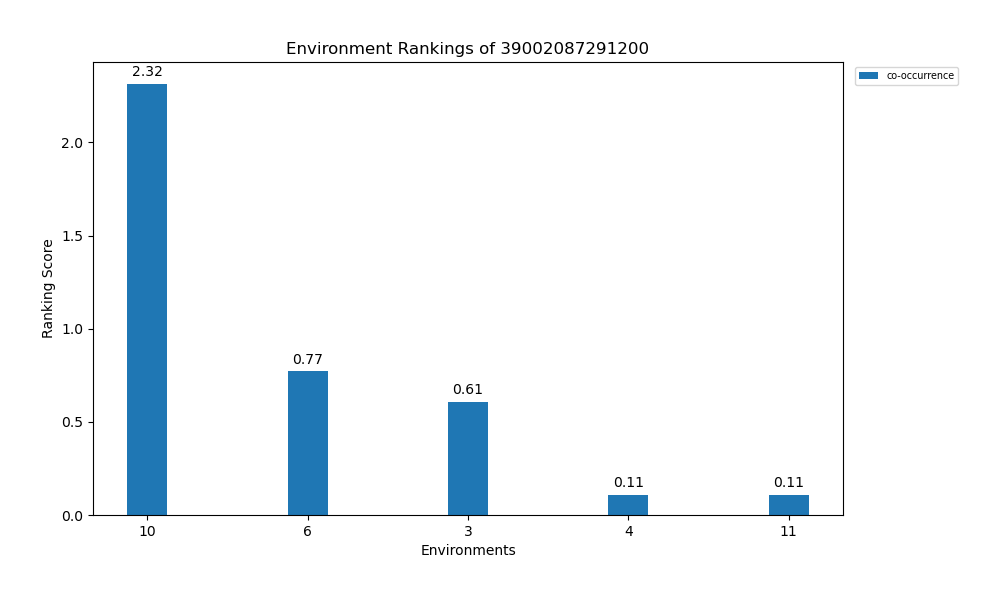 Environment Rankings of 39002087291200
co-occurrence
Ranking Score
2.0
1.5
1.0
0.5
0.0
2.32
0.77
0.61
0.11
0.11
10 6 3 4 11
Environments